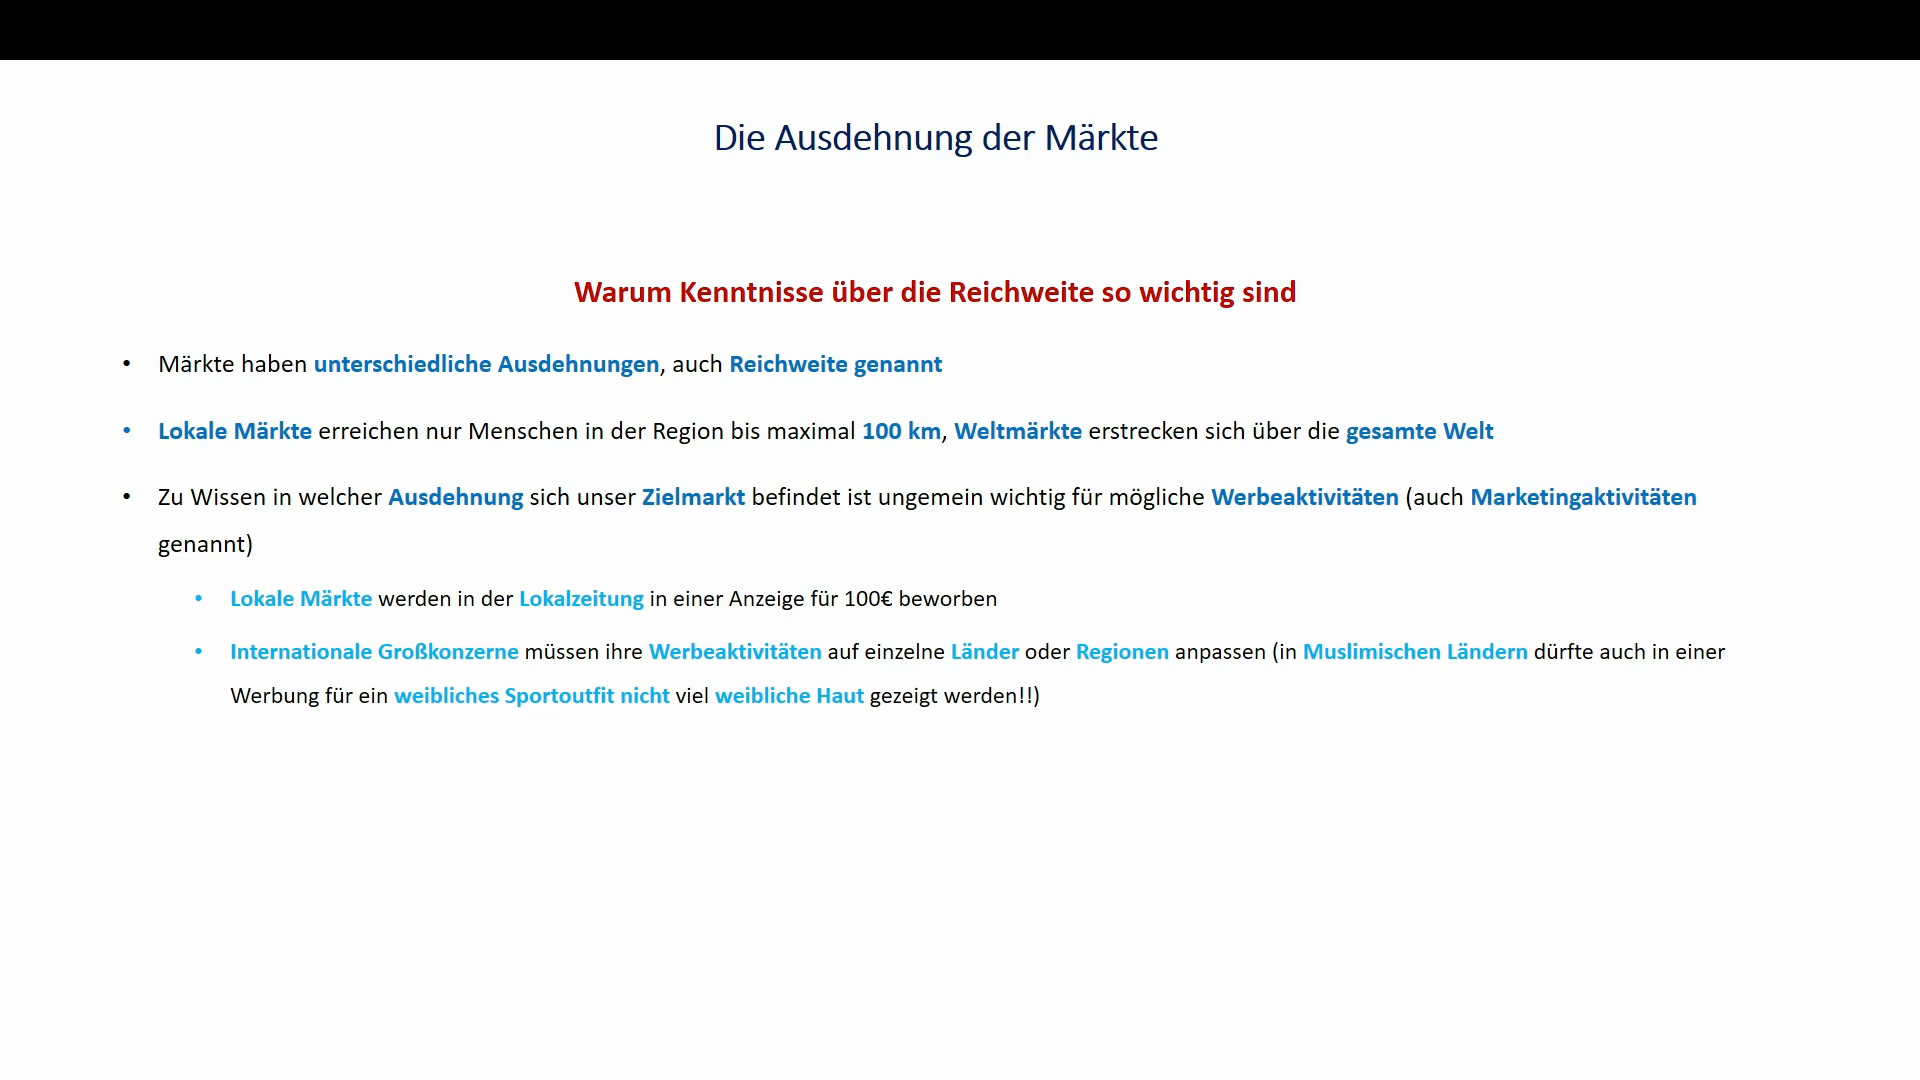 Die Ausdehnung der Märkte
Warum Kenntnisse über die Reichweite so wichtig sind
• Märkte haben unterschiedliche Ausdehnungen, auch Reichweite genannt
• Lokale Märkte erreichen nur Menschen in der Region bis maximal 100 km, Weltmärkte erstrecken sich über die gesamte Welt
• Zu Wissen in welcher Ausdehnung sich unser Zielmarkt befindet ist ungemein wichtig für mögliche Werbeaktivitäten (auch Marketingaktivitäten
genannt)
• Lokale Märkte werden in der Lokalzeitung in einer Anzeige für 100€ beworben
• Internationale Großkonzerne müssen ihre Werbeaktivitäten auf einzelne Länder oder Regionen anpassen (in Muslimischen Ländern dürfte auch in einer
Werbung für ein weibliches Sportoutfit nicht viel weibliche Haut gezeigt werden!!)